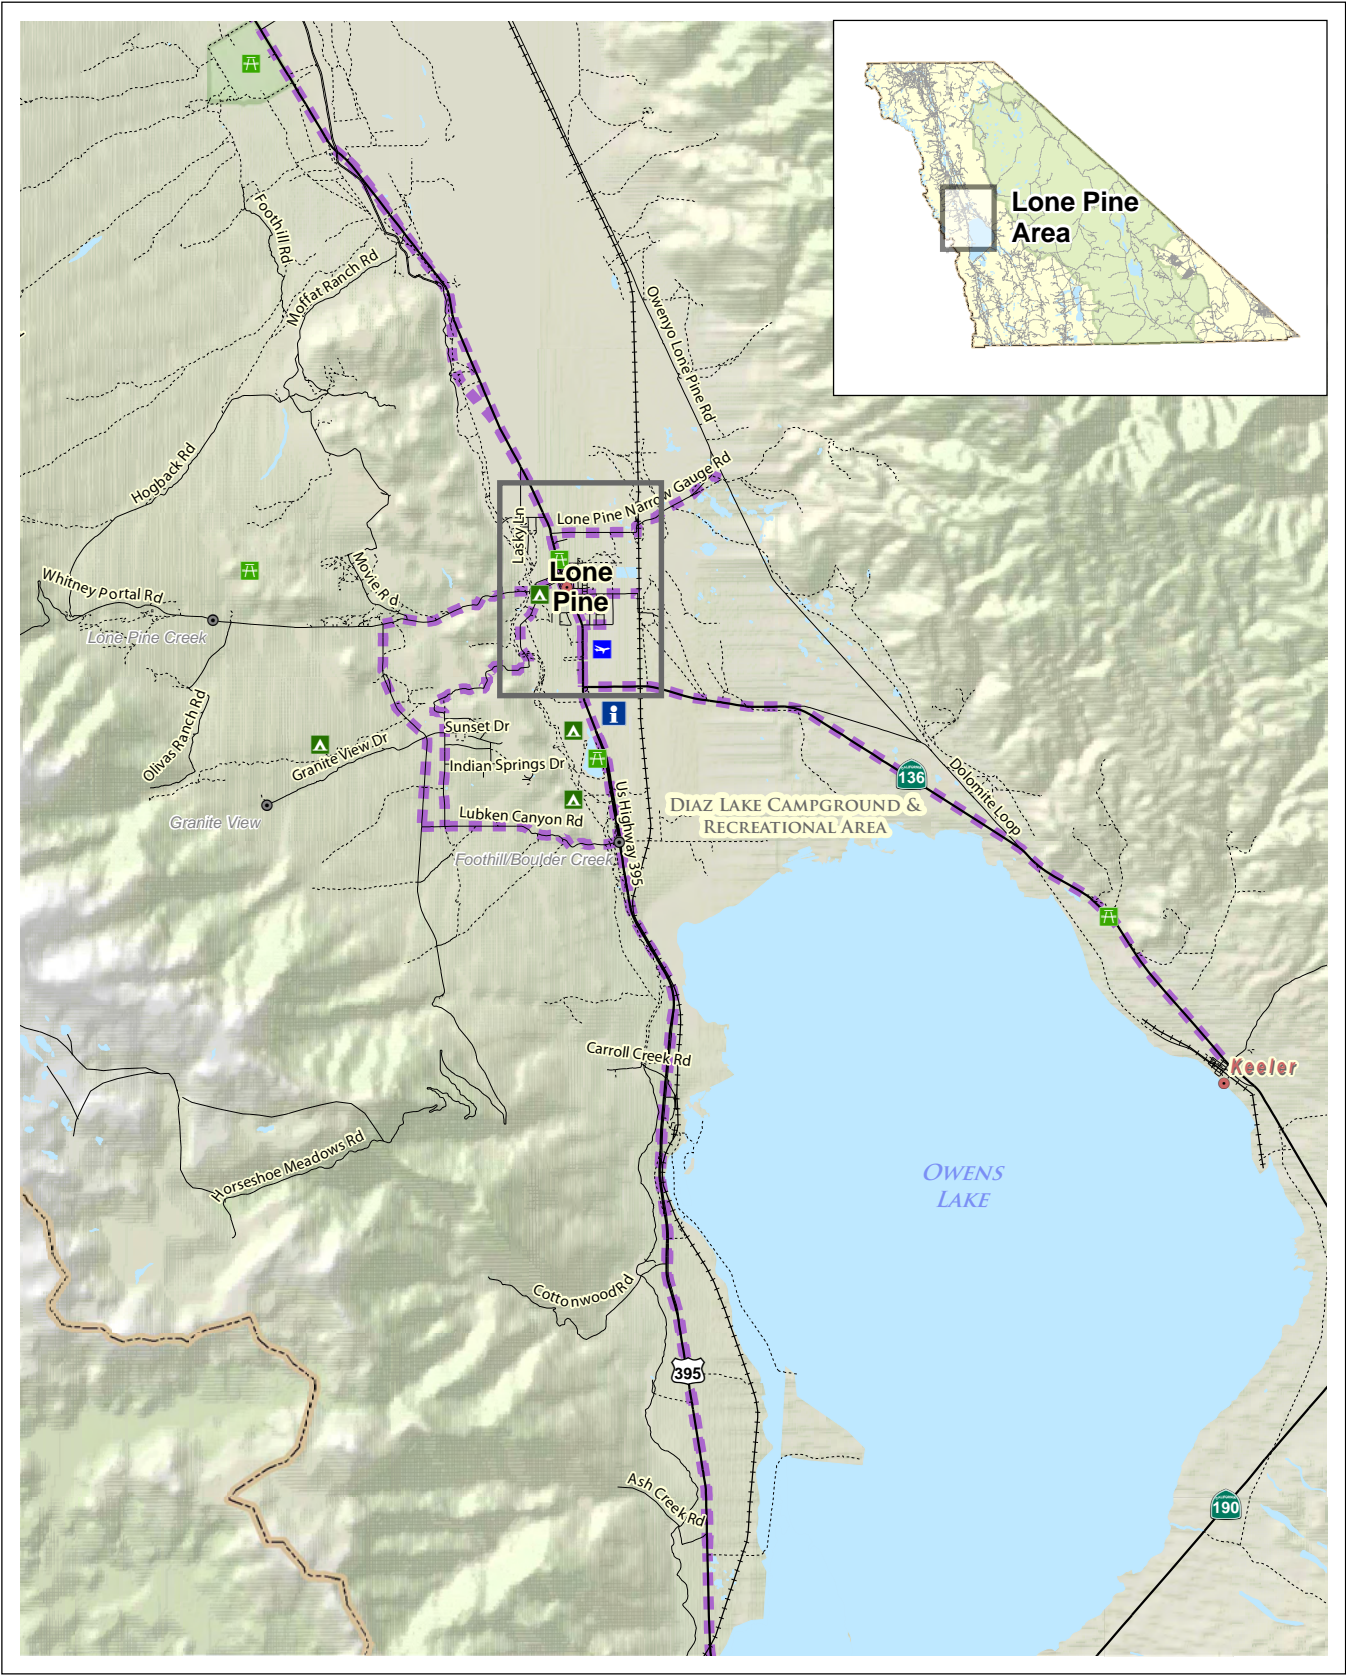 Lone Pine
Area
Foothill Rd
Moffat Ranch Rd
Owenyo Lone Pine Rd
Hogback Rd
Lone Pine Narrow Gauge Rd
Lasky Ln
Lone
Pine
Movie Rd
Whitney Portal Rd
Lone Pine Creek
Olivas Ranch Rd
Sunset Dr
Granite View Dr
Indian Springs Dr
Granite View
Lubken Canyon Rd
Us Highway 395
Foothill/Boulder Creek
136
Dolomite Loop
Diaz Lake Campground &
Recreational Area
Carroll Creek Rd
Keeler
Horseshoe Meadows Rd
Owens
Lake
Cottonwood Rd
395
Ash Creek Rd
190